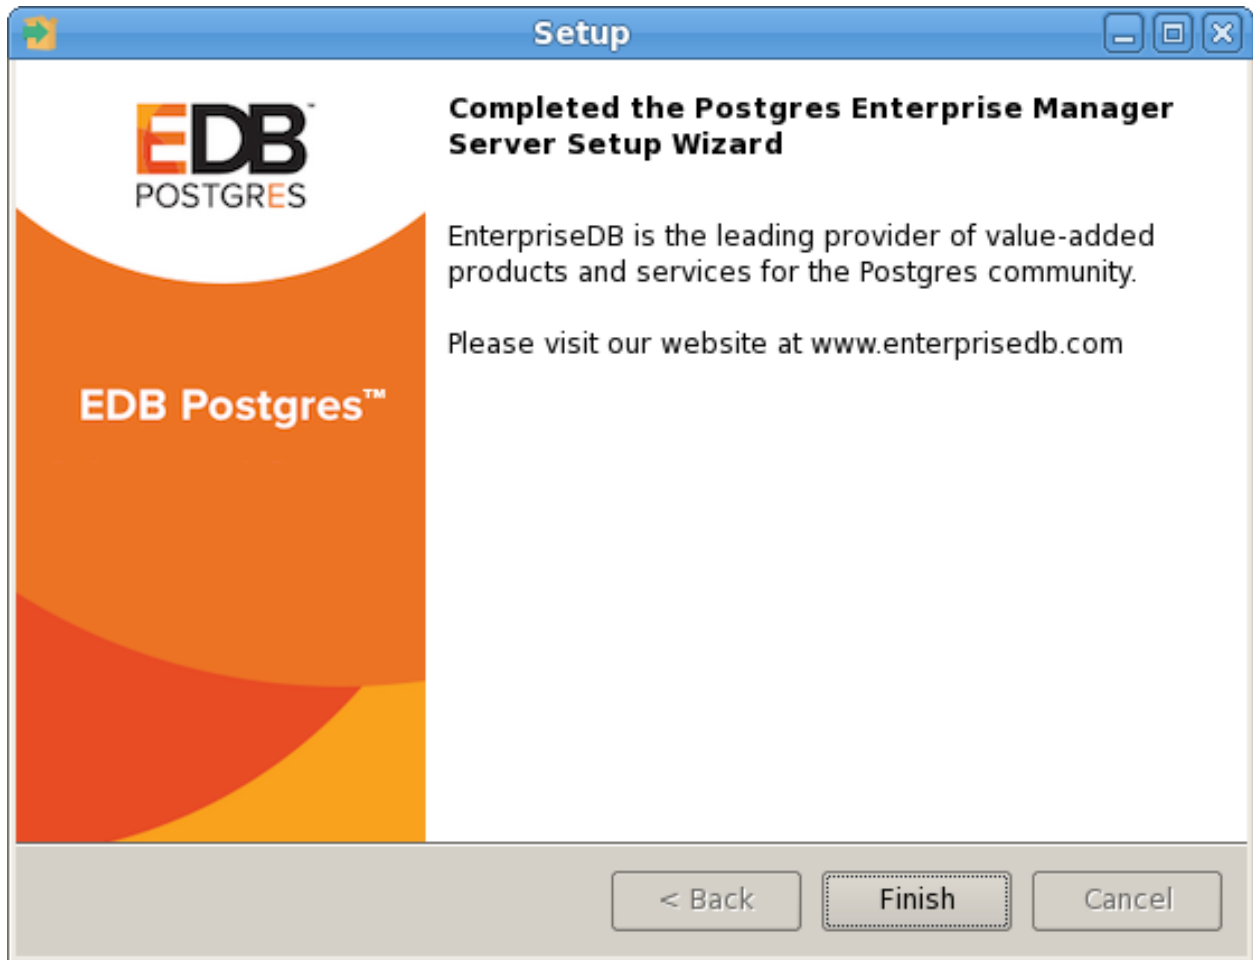 Setup
EDB™
POSTGRES
EDB Postgres™
Completed the Postgres Enterprise Manager
Server Setup Wizard
EnterpriseDB is the leading provider of value-added
products and services for the Postgres community.
Please visit our website at www.enterprisedb.com
< Back
Finish
Cancel